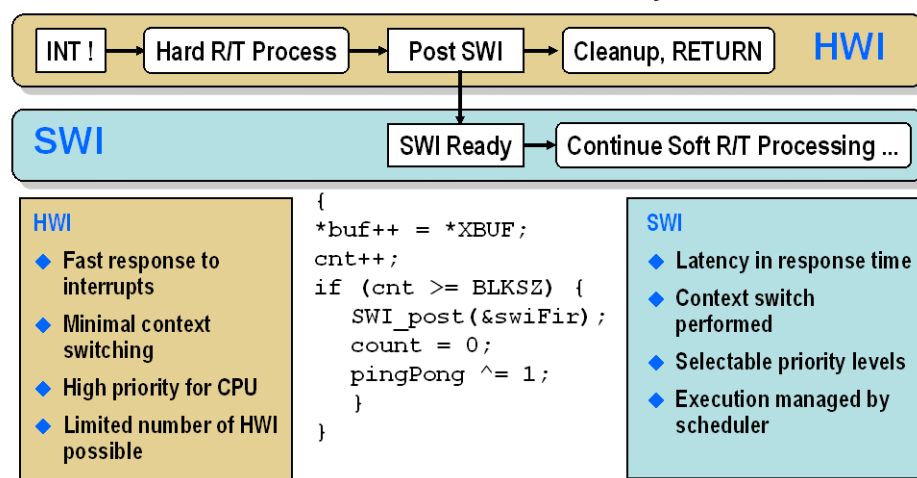 INT !
Hard R/T Process
Post SWI
Cleanup, RETURN
HWI
SWI
SWI Ready
Continue Soft R/T Processing ...
HWI
Fast response to
interrupts
Minimal context
switching
High priority for CPU
Limited number of HWI
possible
{
*buf++ = *XBUF;
cnt++;
if (cnt >= BLKSZ) {
SWI_post(&swiFir);
count = 0;
pingPong ^= 1;
}
}
SWI
Latency in response time
Context switch
performed
Selectable priority levels
Execution managed by
scheduler